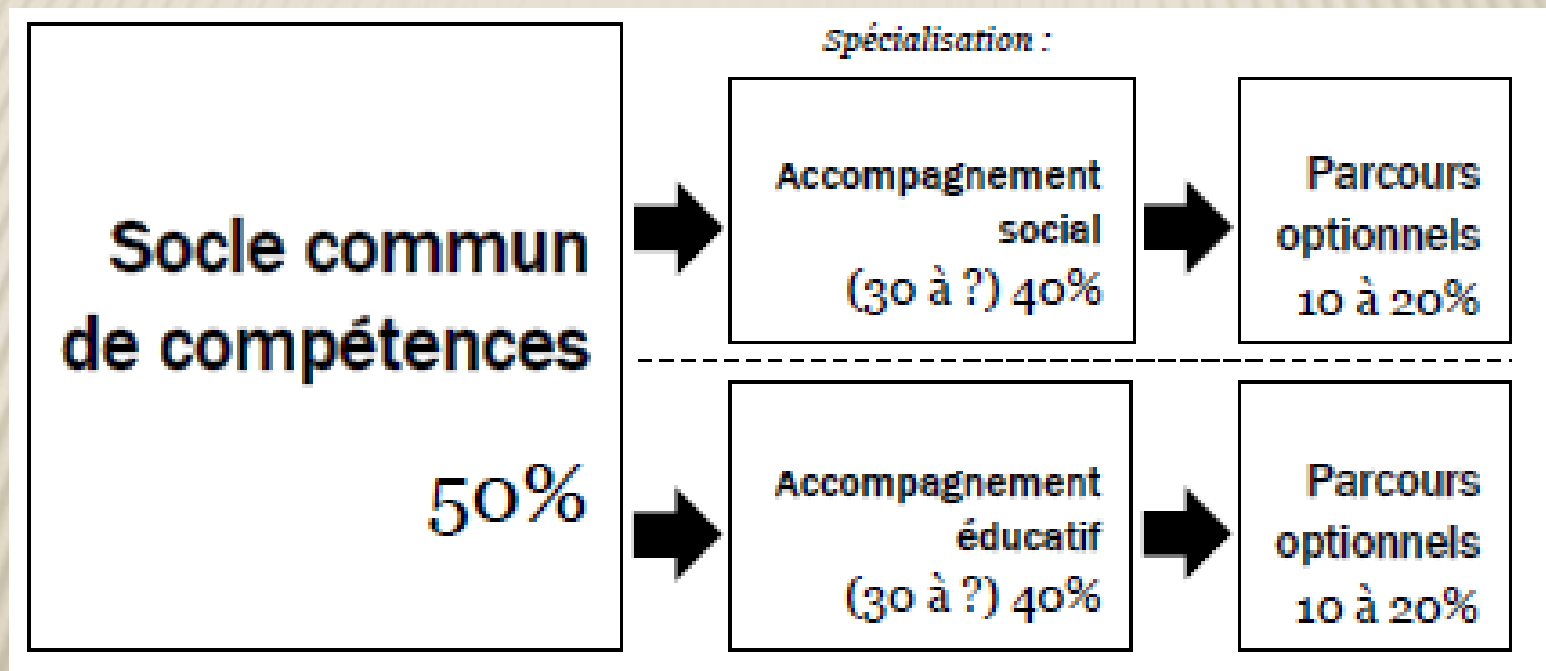 Socle commun
de compétences
50%
Spécialisation :
Accompagnement
social
(30 à ?) 40%
Parcours
optionnels
10 à 20%
Accompagnement
éducatif
(30 à ?) 40%
Parcours
optionnels
10 à 20%